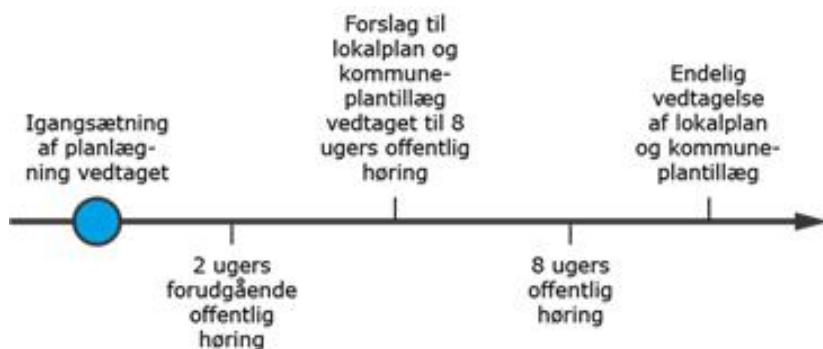 Igangsætning
af planlæg-
ning vedtaget
2 ugers
forudgående
offentlig
høring
Forslag til
lokalplan og
kommune-
plantillæg
vedtaget til 8
ugers offentlig
høring
8 ugers
offentlig
høring
Endelig
vedtagelse
af lokalplan
og kommune-
plantillæg